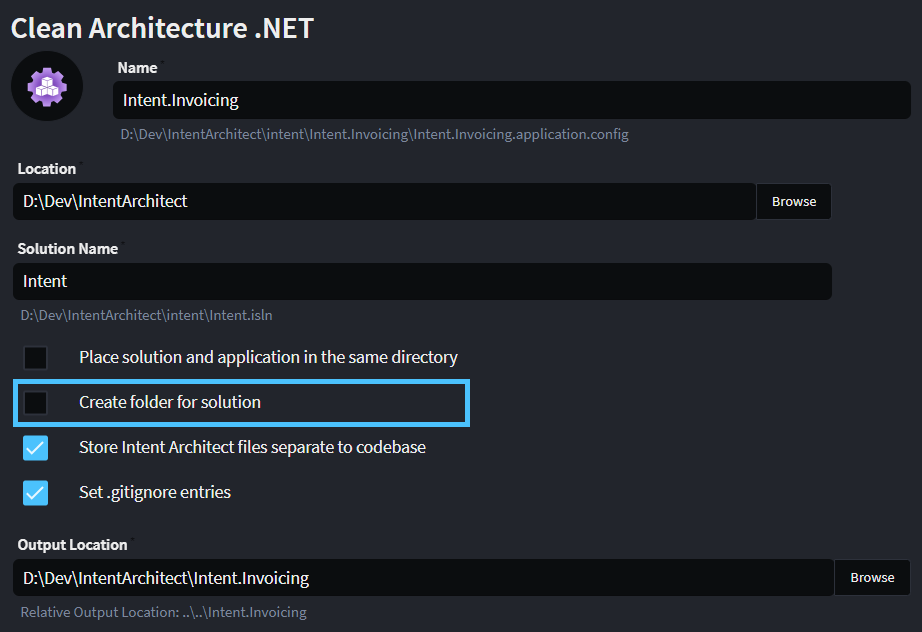 Clean Architecture .NET
Name
Intent.Invoicing
D:\Dev\IntentArchitect\intent\Intent.Invoicing\Intent.Invoicing.application.config
Location
D:\Dev\IntentArchitect
Browse
Solution Name
Intent
D:\Dev\IntentArchitect\intent\Intent.isln
Place solution and application in the same directory
Create folder for solution
Store Intent Architect files separate to codebase
Set .gitignore entries
Output Location
D:\Dev\IntentArchitect\Intent.Invoicing
Browse
Relative Output Location: ..\..\Intent.Invoicing